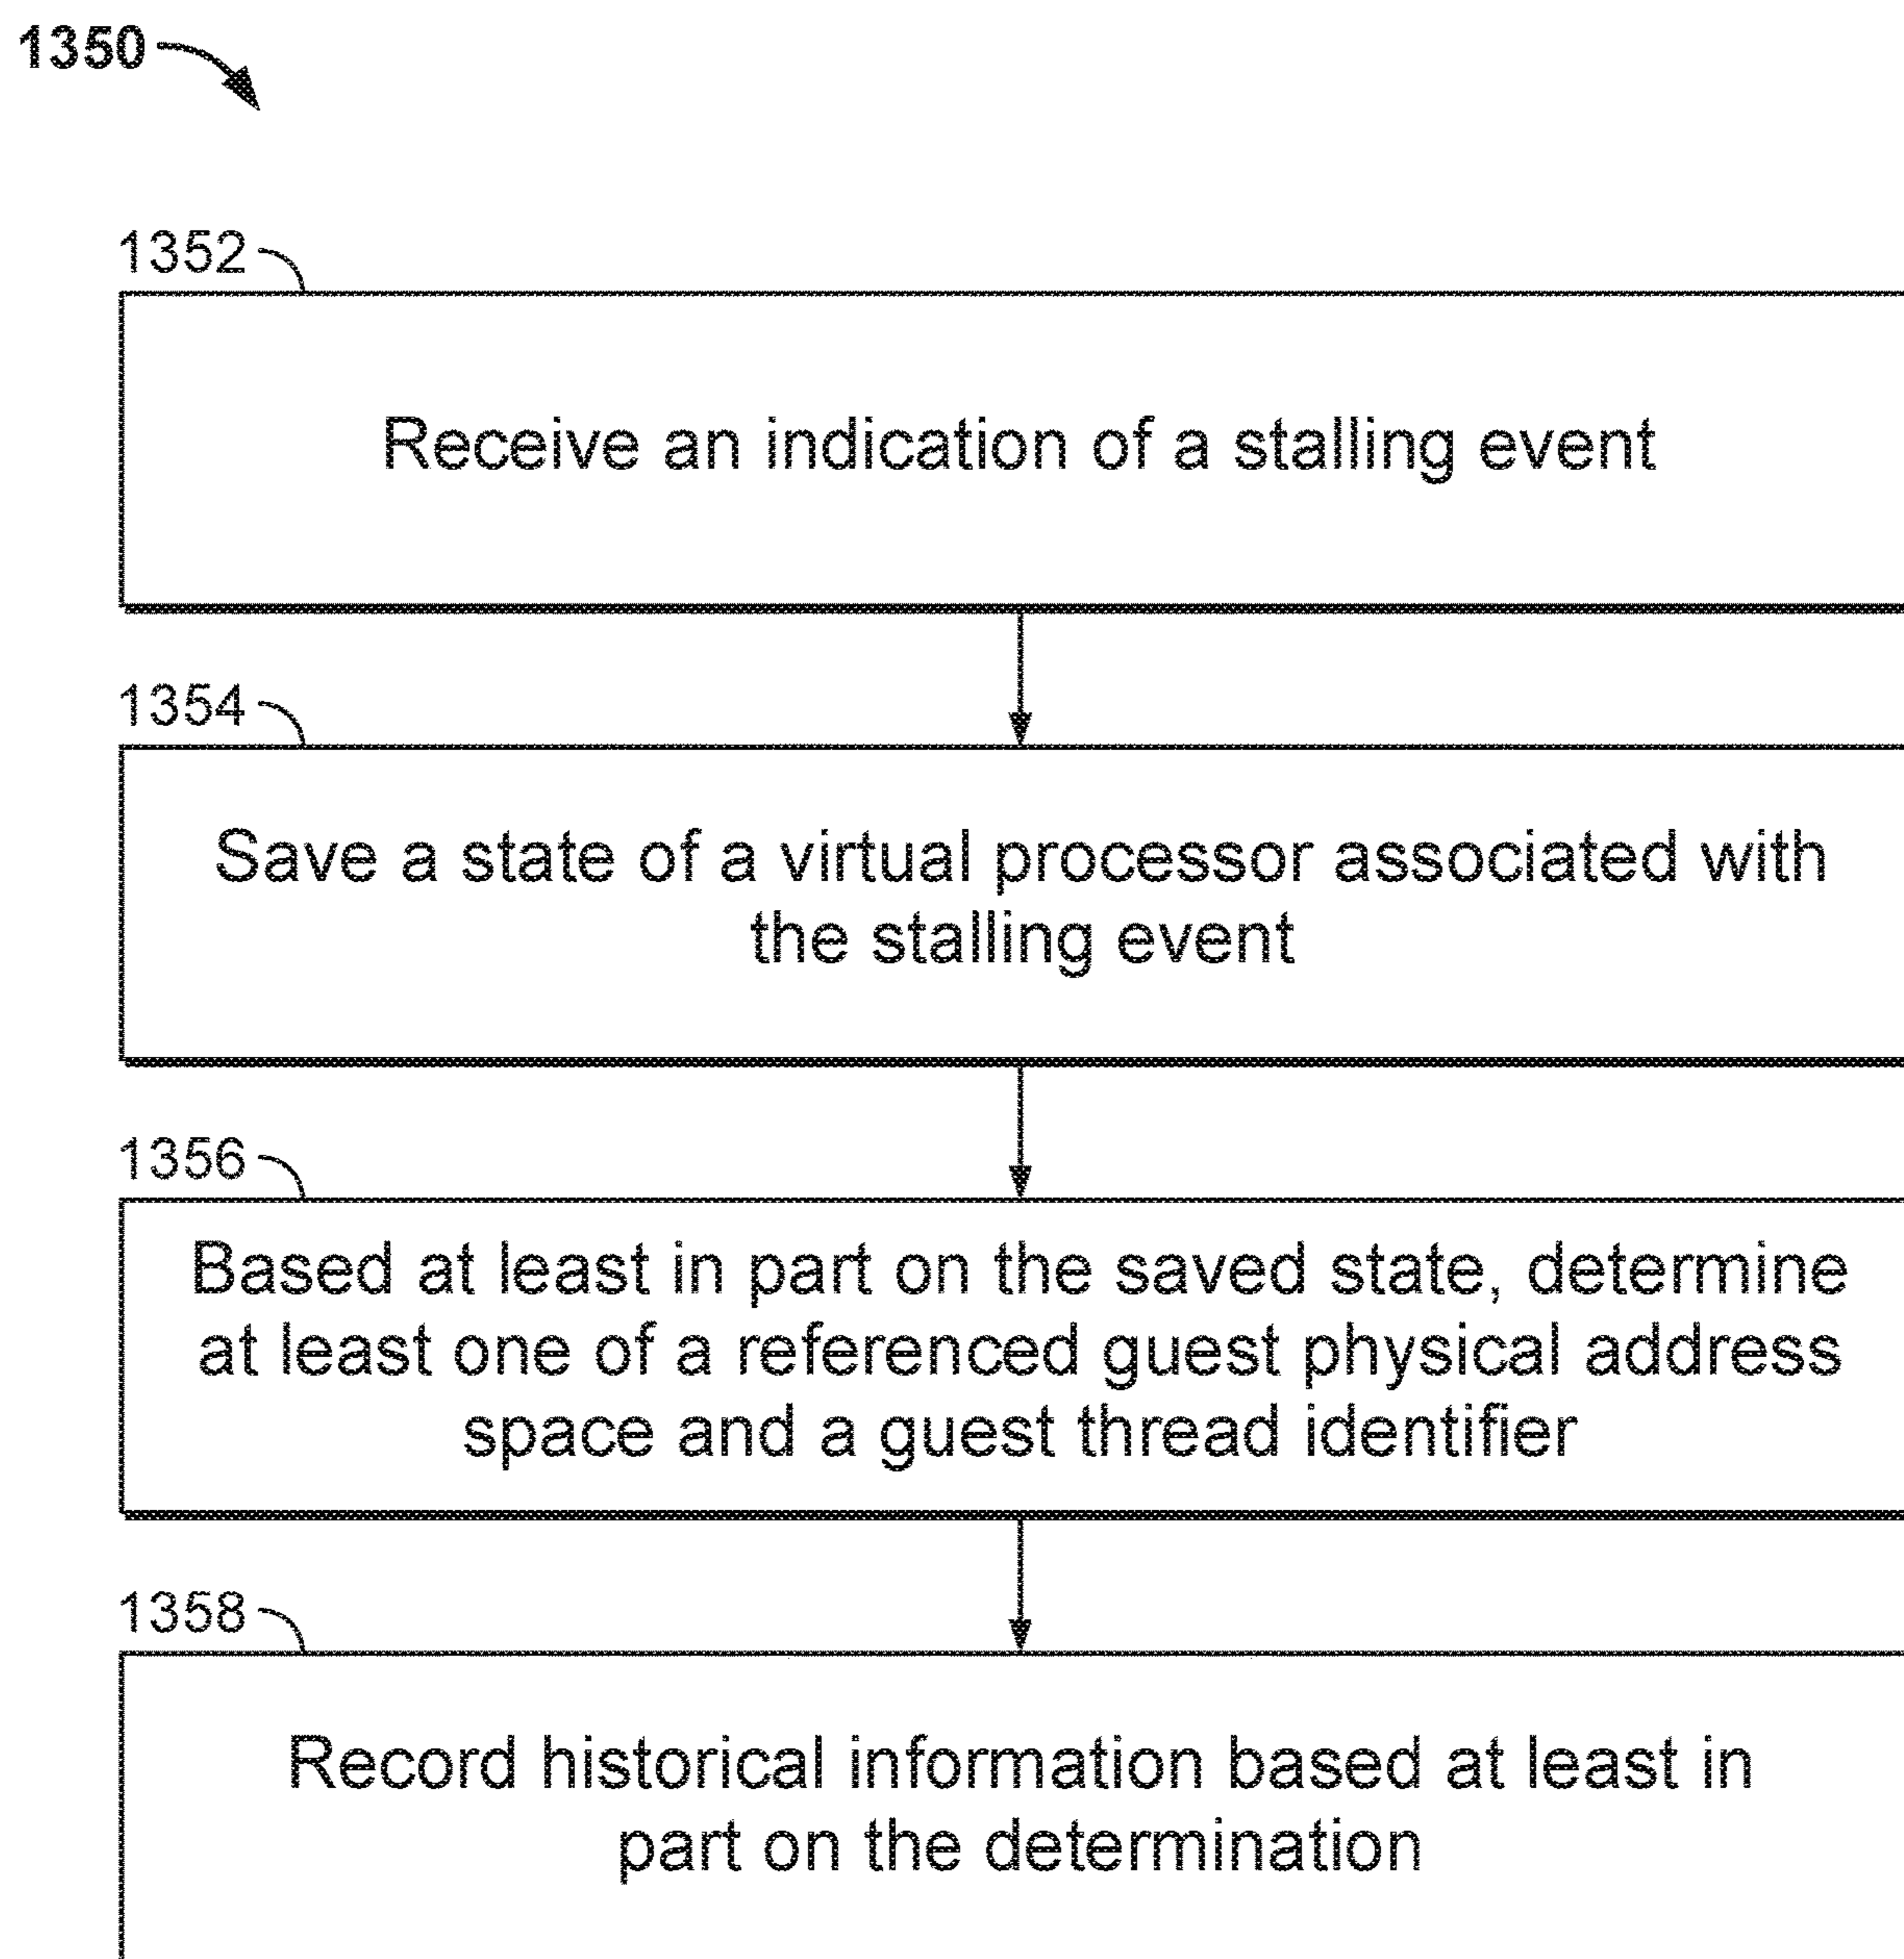 1350
1352
Receive an indication of a stalling event
1354
Save a state of a virtual processor associated with
the stalling event
1356
Based at least in part on the saved state, determine
at least one of a referenced guest physical address
space and a guest thread identifier
1358
Record historical information based at least in
part on the determination